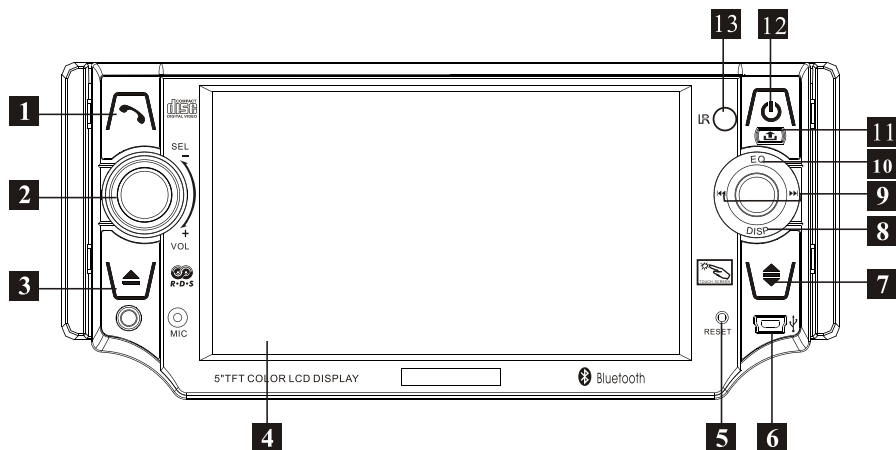 13
12
1
COMPACT
disc
DIGITAL VIDEO
IR
11
SEL
EQ
10
2
9
DISP
8
VOL
3
R·D·S
TOUCH SCREEN
7
MIC
RESET
5"TFT COLOR LCD DISPLAY
Bluetooth
4
5
6